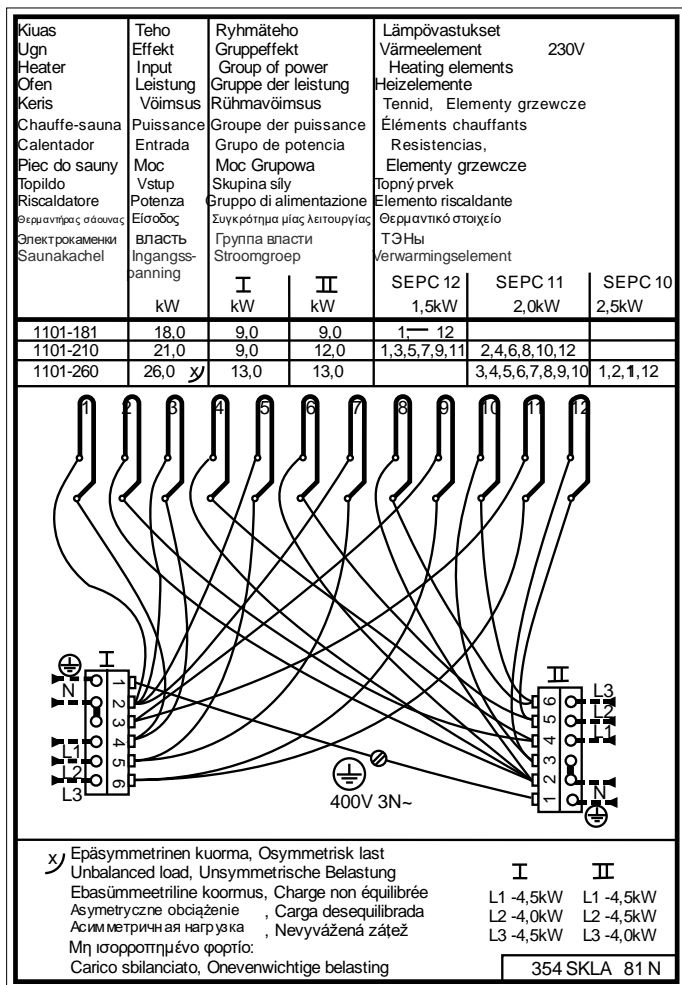 Kiuas Teho Ryhmäteho Lämpövastukset
Ugn Effekt Gruppeffekt Värmeelement 230V
Heater Input Group of power Heating elements
Ofen Leistung Gruppe der leistung Heizelemente
Keris Vöimsus Rühmavöimsus Tennid, Elementy grzewcze
Chauffe-sauna Puissance Groupe der puissance Éléments chauffants
Calentador Entrada Grupo de potencia Resistencias,
Piec do sauny Moc Moc Grupowa Elementy grzewcze
Topildo Vstup Skupina síly Topný prvek
Riscaldatore Potenza Gruppo di alimentazione Elemento riscaldante
Θερμαντήρας σάουνας Είσοδος Συγκρότημα μίας λειτουργίας Θερμαντικό στοιχείο
Электрокаменки власть Группа власти ТЭНы
Saunakachel Ingangss- Stroomgroep Verwarmingselement
panning
I II SEPC 12 SEPC 11 SEPC 10
kW kW kW 1,5kW 2,0kW 2,5kW
1101-181 18,0 9,0 9,0 1,— 12
1101-210 21,0 9,0 12,0 1,3,5,7,9,11 2,4,6,8,10,12
1101-260 26,0 x) 13,0 13,0 3,4,5,6,7,8,9,10 1,2,11,12
1 2 3 4 5 6 7 8 9 10 11 12
I
N
1
2
3
4
5
6
L1
L2
L3
400V 3N~
II
6
5
4
3
2
1
L3
L2
L1
N
x) Epäsymmetrinen kuorma, Osymmetrisk last
Unbalanced load, Unsymmetrische Belastung
Ebasümmeetriline koormus, Charge non équilibrée
Asymetryczne obciążenie , Carga desequilibrada
Асимметричная нагрузка , Nevyvážená zátež
Μη ισορροπημένο φορτίο:
Carico sbilanciato, Onevenwichtige belasting
I II
L1 -4,5kW L1 -4,5kW
L2 -4,0kW L2 -4,5kW
L3 -4,5kW L3 -4,0kW
354 SKLA 81 N